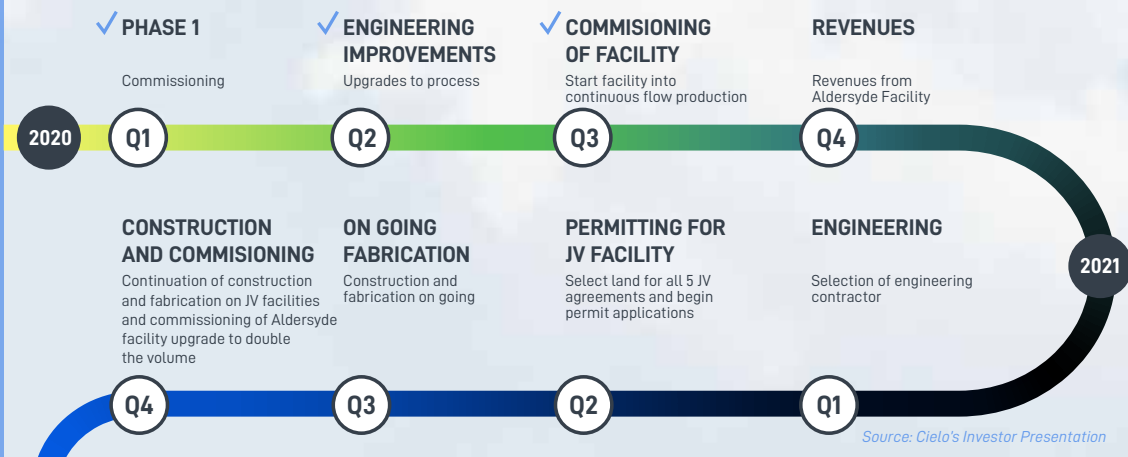 PHASE 1
Commissioning
ENGINEERING
IMPROVEMENTS
Upgrades to process
COMMISIONING
OF FACILITY
Start facility into
continuous flow production
REVENUES
Revenues from
Aldersyde Facility
2020
Q1
Q2
Q3
Q4
2021
ENGINEERING
Selection of engineering
contractor
PERMITTING FOR
JV FACILITY
Select land for all 5 JV
agreements and begin
permit applications
ON GOING
FABRICATION
Construction and
fabrication on going
CONSTRUCTION
AND COMMISIONING
Continuation of construction
and fabrication on JV facilities
and commissioning of Aldersyde
facility upgrade to double
the volume
Q1
Q2
Q3
Q4
Source: Cielo's Investor Presentation